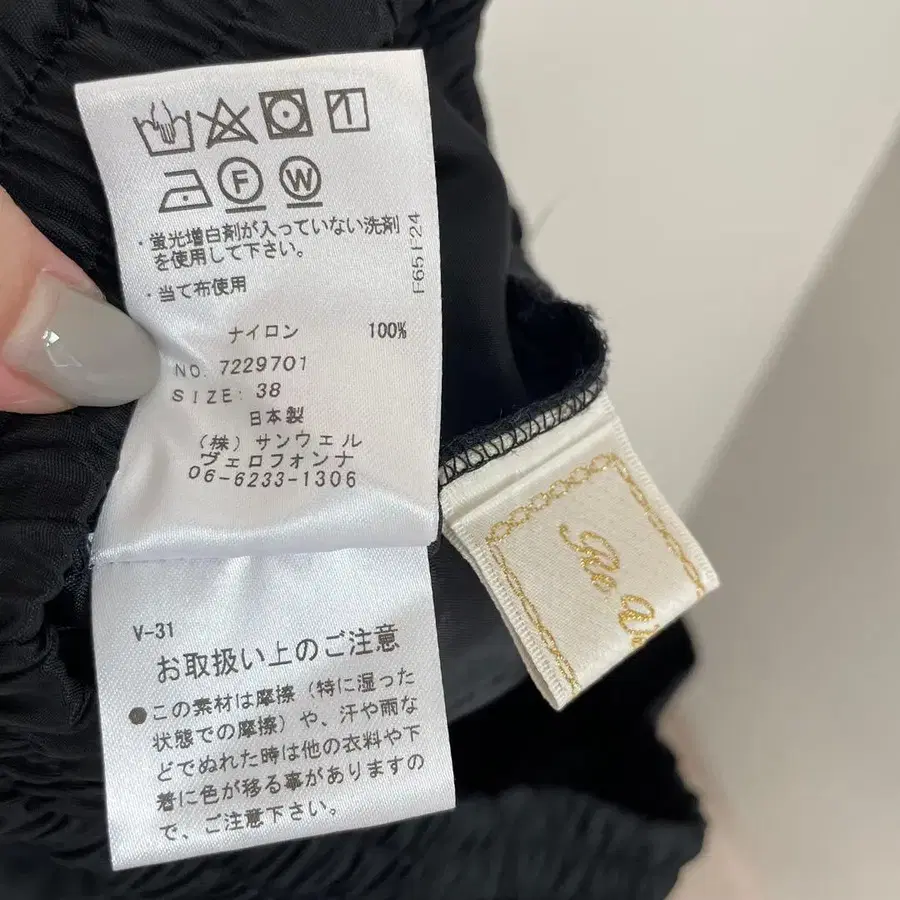 F
W
・蛍光増白剤が入っていない洗剤
を使用して下さい。
・当て布使用
F65124
ナイロン 100%
NO. 7229701
SIZE: 38
日本製
(株) サンウェル
ヴェロフォンナ
06-6233-1306
V-31
お取扱い上のご注意
●この素材は摩擦(特に湿った
状態での摩擦)や、汗や雨な
どでぬれた時は他の衣料や下
着に色が移る事がありますの
で、ご注意下さい。
Re